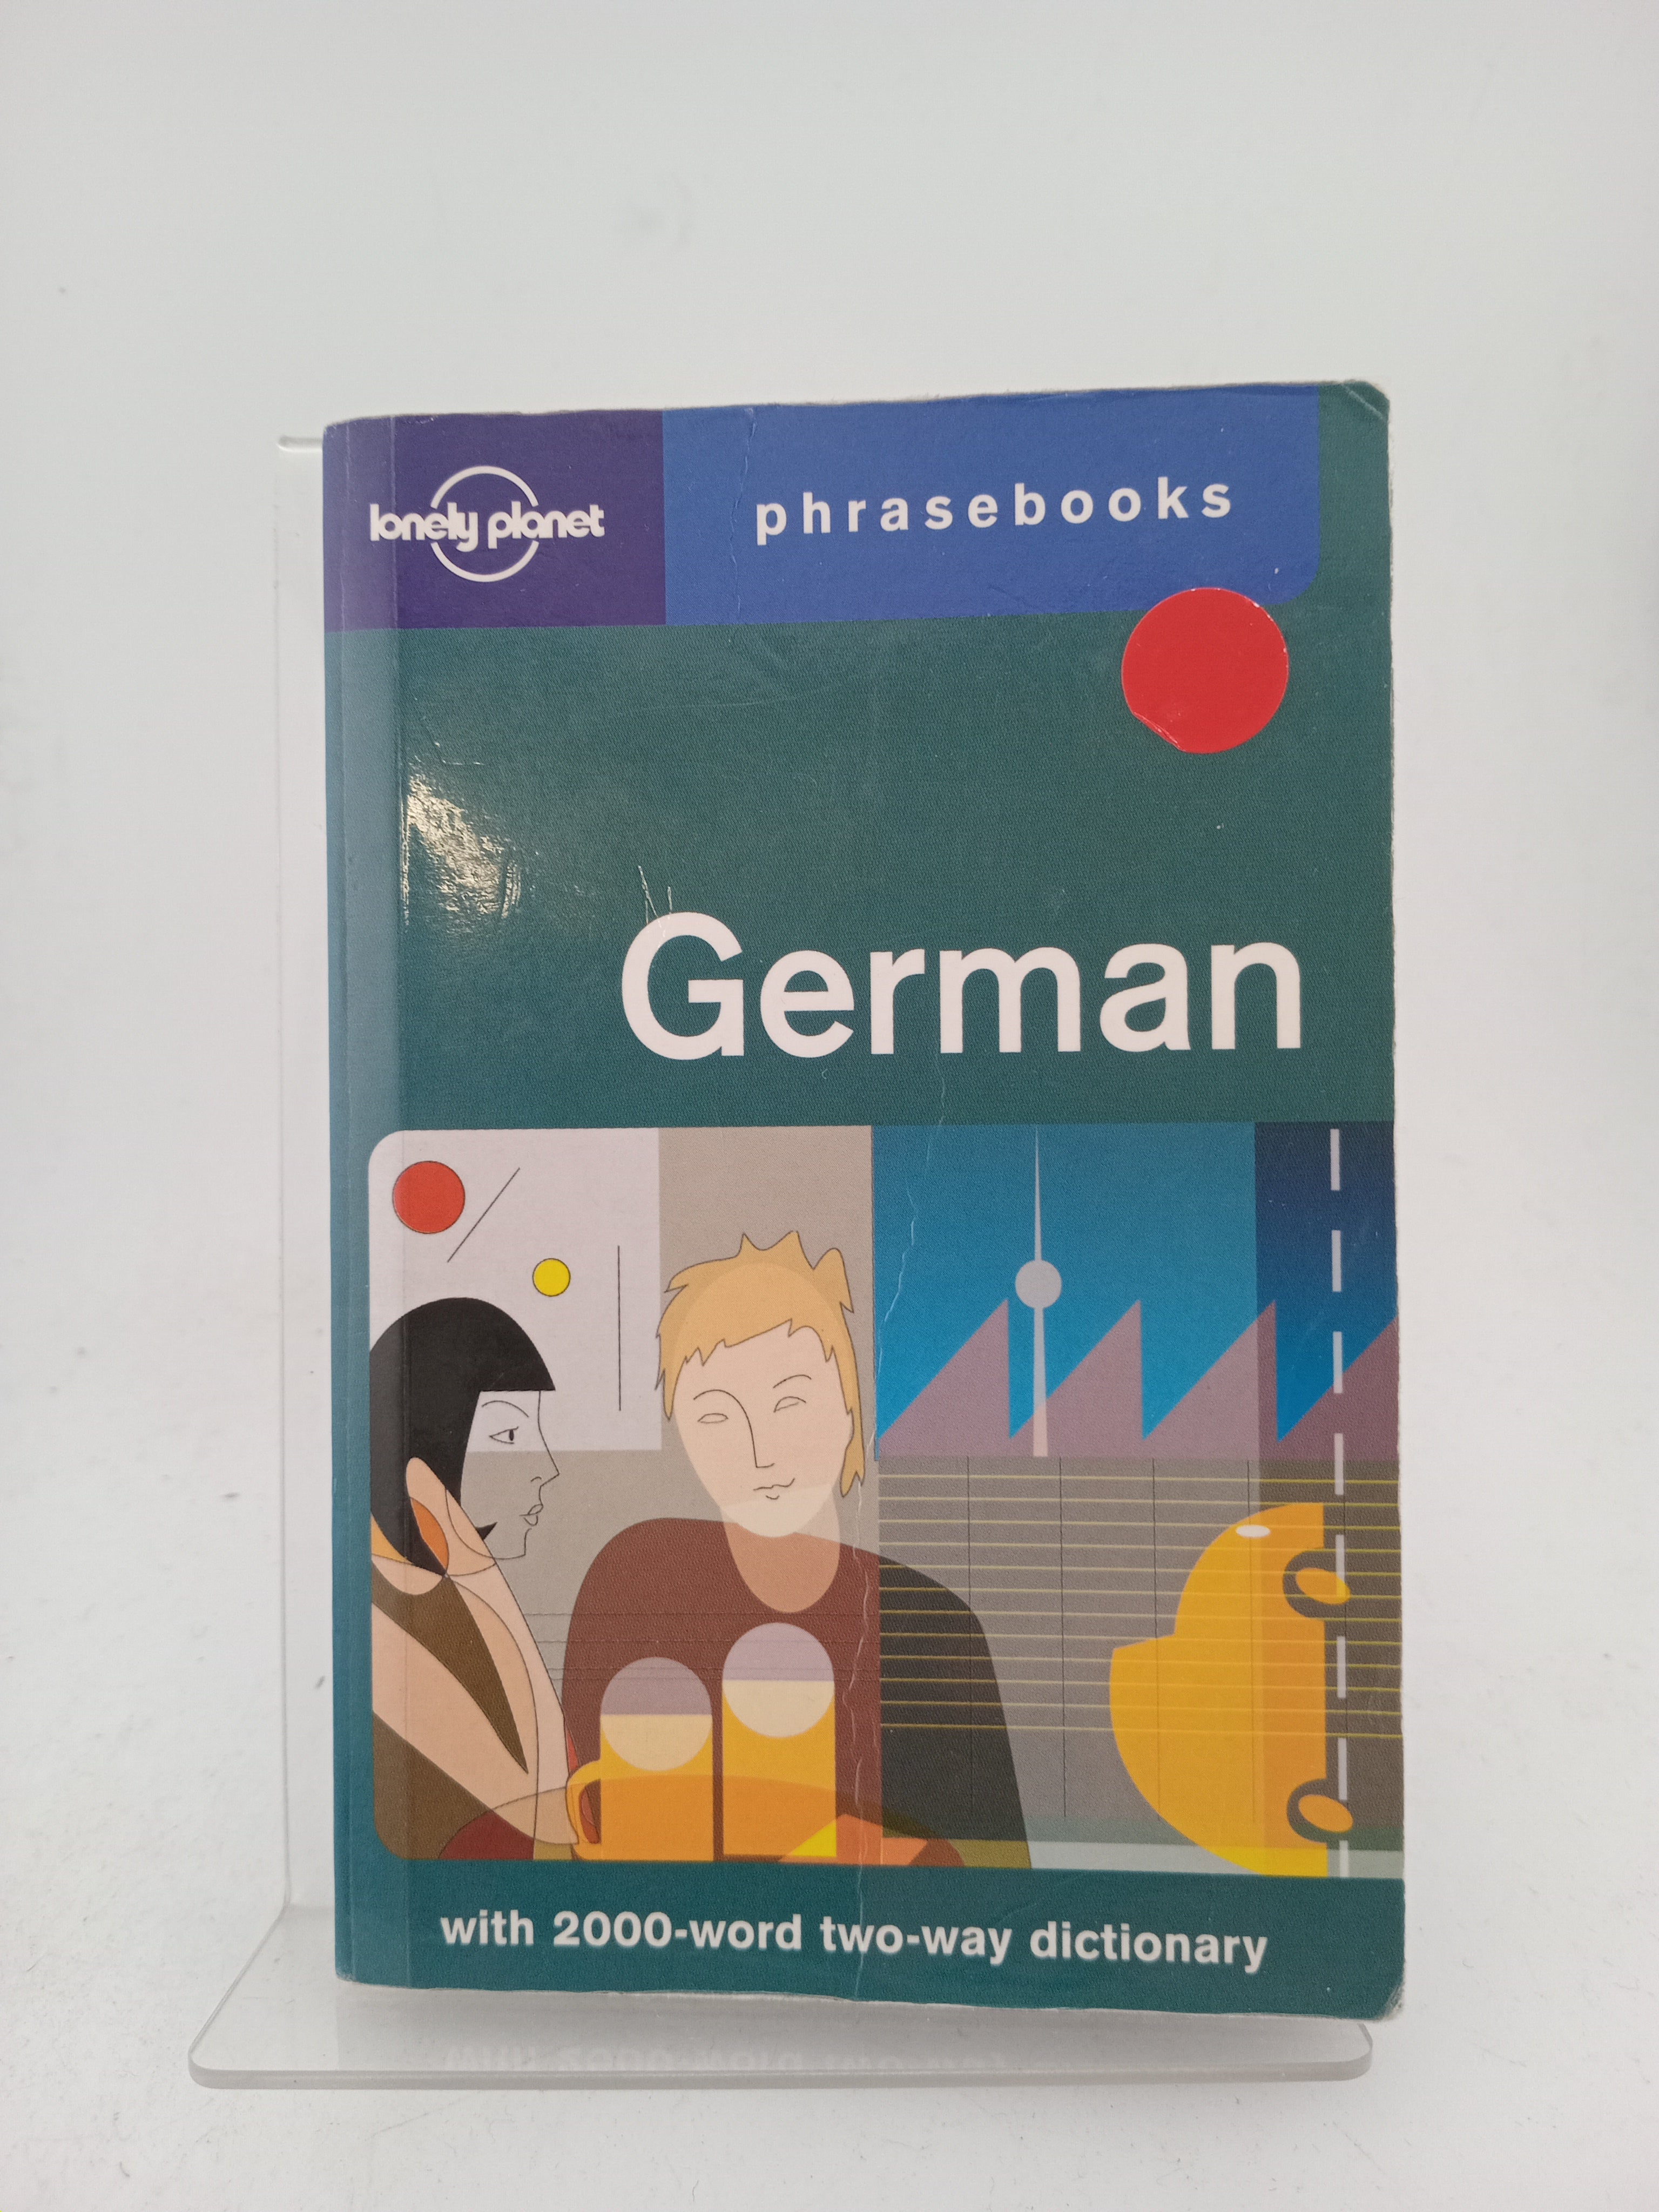 lonely planet
phrasebooks
German
with 2000-word two-way dictionary